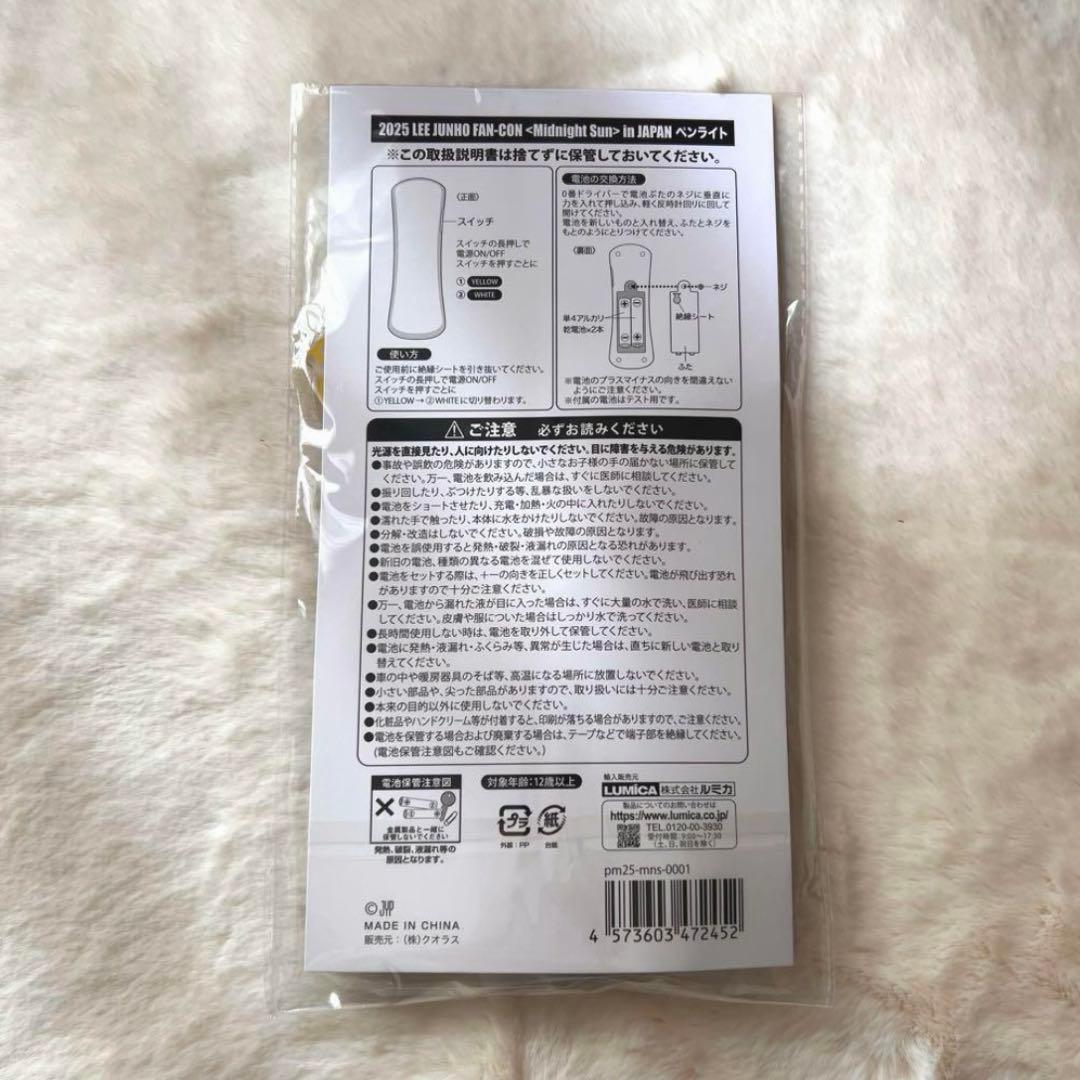 2025 LEE JUNHO FAN-CON <Midnight Sun> in JAPAN ペンライト
※この取扱説明書は捨てずに保管しておいてください。
〈正面〉
スイッチ
スイッチの長押しで
電源ON/OFF
スイッチを押すごとに
① YELLOW
② WHITE
使い方
ご使用前に絶縁シートを引き抜いてください。
スイッチの長押しで電源ON/OFF
スイッチを押すごとに
①YELLOW→②WHITEに切り替わります。
電池の交換方法
0番ドライバーで電池ぶたのネジに垂直に
力を入れて押し込み、軽く反時計回りに回して
開けてください。
電池を新しいものと入れ替え、ふたとネジを
もとのようにとりつけてください。
〈裏面〉
ネジ
単4アルカリ
乾電池×2本
絶縁シート
ふた
※電池のプラスマイナスの向きを間違えない
ようにご注意ください。
※付属の電池はテスト用です。
ご注意 必ずお読みください
光源を直接見たり、人に向けたりしないでください。目に障害を与える危険があります。
●事故や誤飲の危険がありますので、小さなお子様の手の届かない場所に保管して
ください。万一、電池を飲み込んだ場合は、すぐに医師に相談してください。
●振り回したり、ぶつけたりする等、乱暴な扱いをしないでください。
●電池をショートさせたり、充電・加熱・火の中に入れたりしないでください。
●濡れた手で触ったり、本体に水をかけたりしないでください。故障の原因となります。
●分解・改造はしないでください。破損や故障の原因となります。
●電池を誤使用すると発熱・破裂・液漏れの原因となる恐れがあります。
●新旧の電池、種類の異なる電池を混ぜて使用しないでください。
●電池をセットする際は、+-の向きを正しくセットしてください。電池が飛び出す恐れ
がありますので十分ご注意ください。
●万一、電池から漏れた液が目に入った場合は、すぐに大量の水で洗い、医師に相談
してください。皮膚や服についた場合はしっかり水で洗ってください。
●長時間使用しない時は、電池を取り外して保管してください。
●電池に発熱・液漏れ・ふくらみ等、異常が生じた場合は、直ちに新しい電池と取り
替えてください。
●車の中や暖房器具のそば等、高温になる場所に放置しないでください。
●小さい部品や、尖った部品がありますので、取り扱いには十分ご注意ください。
●本来の目的以外に使用しないでください。
●化粧品やハンドクリーム等が付着すると、印刷が落ちる場合がありますので、ご注意ください。
●電池を保管する場合および廃棄する場合は、テープなどで端子部を絶縁してください。
(電池保管注意図もご確認ください。)
電池保管注意図
金属製品と一緒に
保管しないでください
発熱、破裂、液漏れ等の
原因となります。
対象年齢:12歳以上
プラ
紙
外装:PP
台紙
輸入販売元
LUMICA 株式会社ルミカ
製品についてのお問い合わせは
https://www.lumica.co.jp/
TEL.0120-00-3930
受付時間 9:00~17:30
(土、日、祝日を除く)
pm25-mns-0001
4 573603 472452
© JYP
MADE IN CHINA
販売元:(株)クオラス